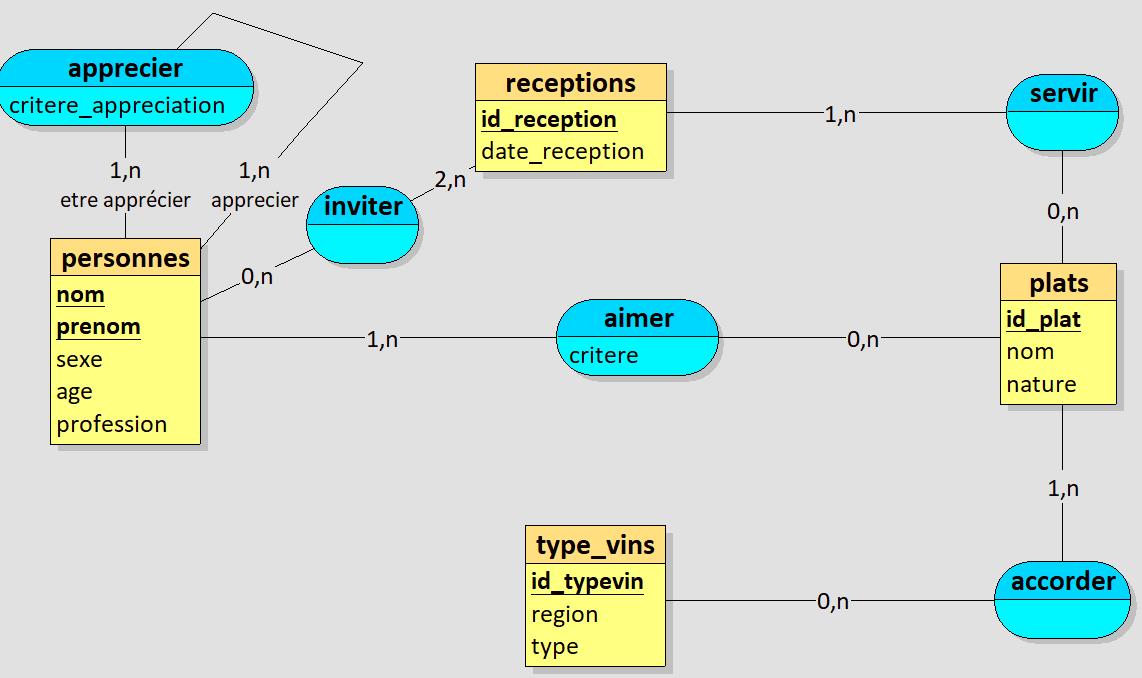 apprecier
critere_appreciation
1,n
etre apprécier
1,n
apprecier
receptions
id_reception
date_reception
1,n
servir
2,n
inviter
0,n
0,n
personnes
nom
prenom
sexe
age
profession
1,n
aimer
critere
0,n
plats
id_plat
nom
nature
1,n
type_vins
id_typevin
region
type
0,n
accorder